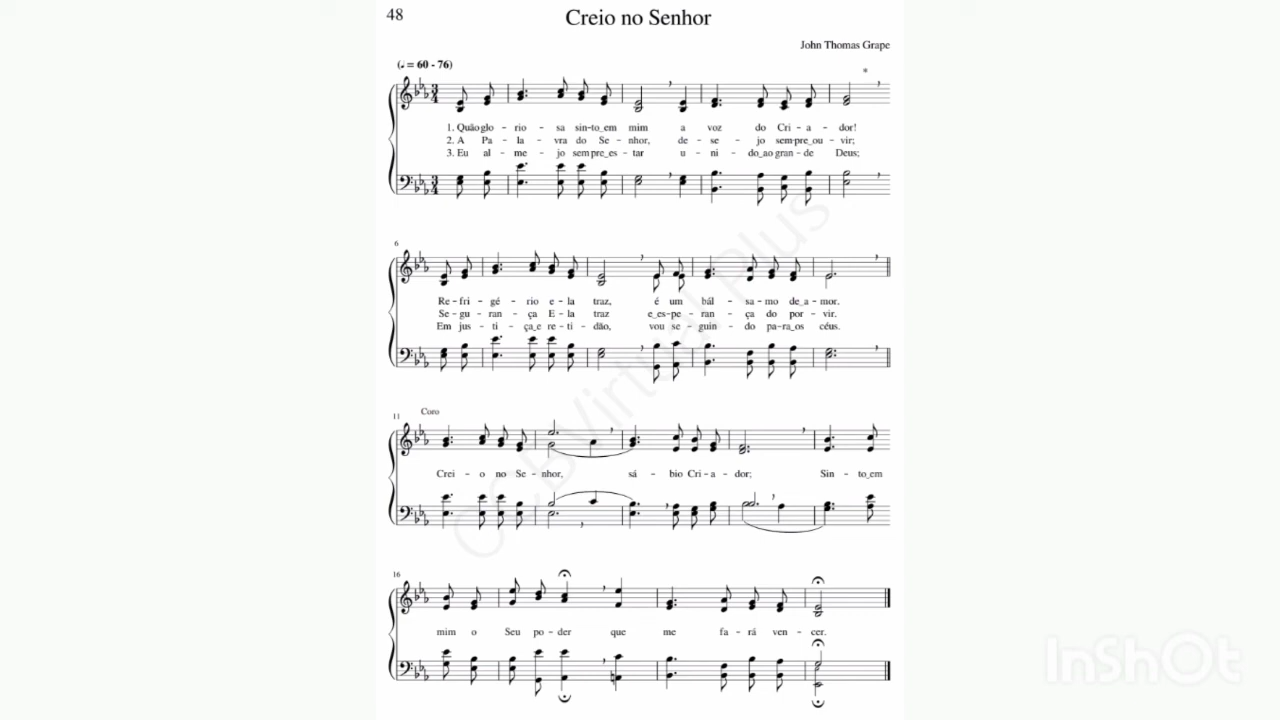 48
Creio no Senhor
John Thomas Grape
(♩. = 60 - 76)
*
1. Quão glo - rio - sa sin-to_em mim a voz do Cri - a - dor!
2. A Pa - la - vra do Se - nhor, de - se - jo sem-pre_ou - vir;
3. Eu al - me - jo sem-pre_es - tar u - ni - do_ao gran - de Deus;
6
Re - fri - gé - rio e - la traz, é um bál - sa - mo de_a - mor.
Se - gu - ran - ça E - la traz e_es - pe - ran - ça do por - vir.
Em jus - ti - ça_e re - ti - dão, vou se - guin - do pa - ra_os céus.
11
Coro
Crei - o no Se - nhor, sá - bio Cri - a - dor; Sin - to_em
16
mim o Seu po - der que me fa - rá ven - cer.
CCB Virtual Plus
InShOt